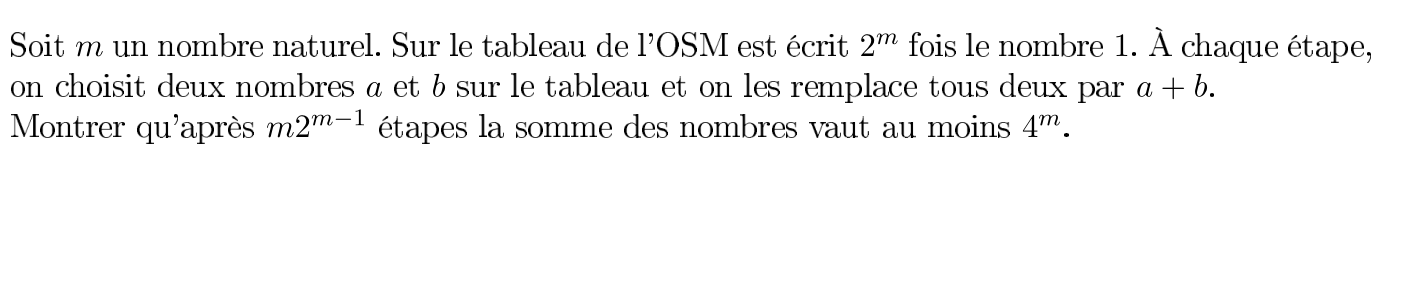 Soit m un nombre naturel. Sur le tableau de l'OSM est écrit 2^m fois le nombre 1. À chaque étape,
on choisit deux nombres a et b sur le tableau et on les remplace tous deux par a + b.
Montrer qu'après m2^{m−1} étapes la somme des nombres vaut au moins 4^m.